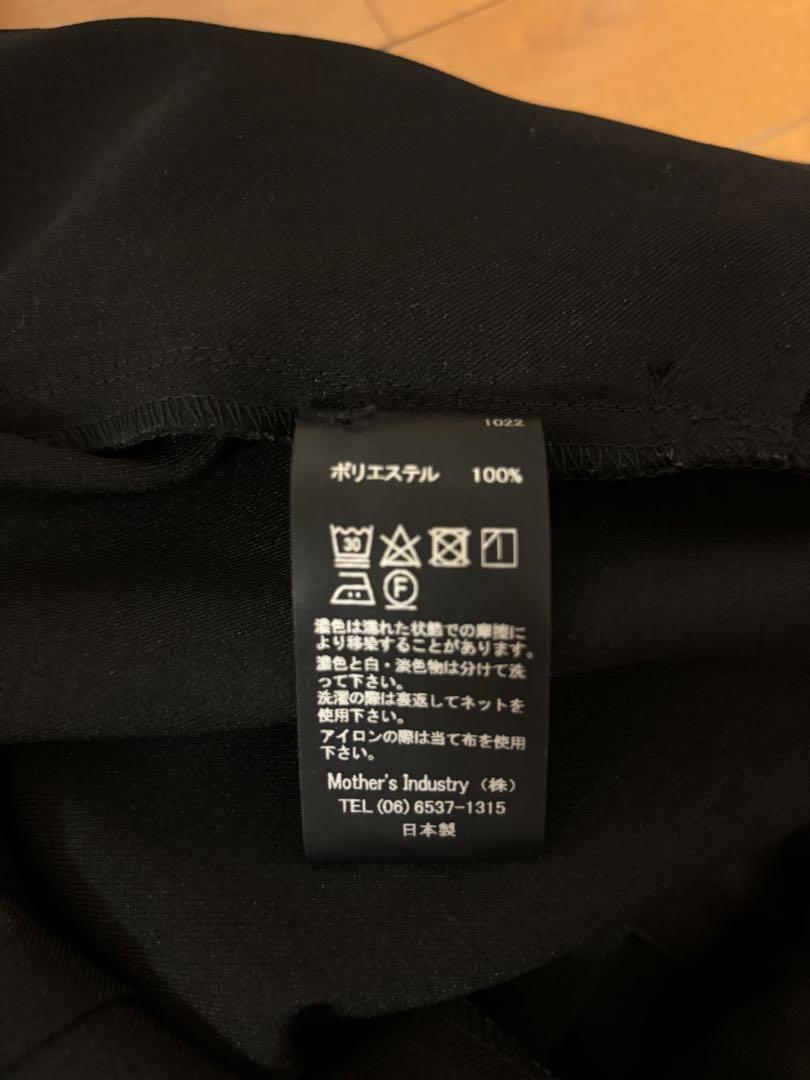 1022
ポリエステル 100%
30
F
濃色は濡れた状態での摩擦に
より移染することがあります。
濃色と白・淡色物は分けて洗
って下さい。
洗濯の際は裏返してネットを
使用下さい。
アイロンの際は当て布を使用
下さい。
Mother's Industry （株）
TEL (06) 6537-1315
日本製